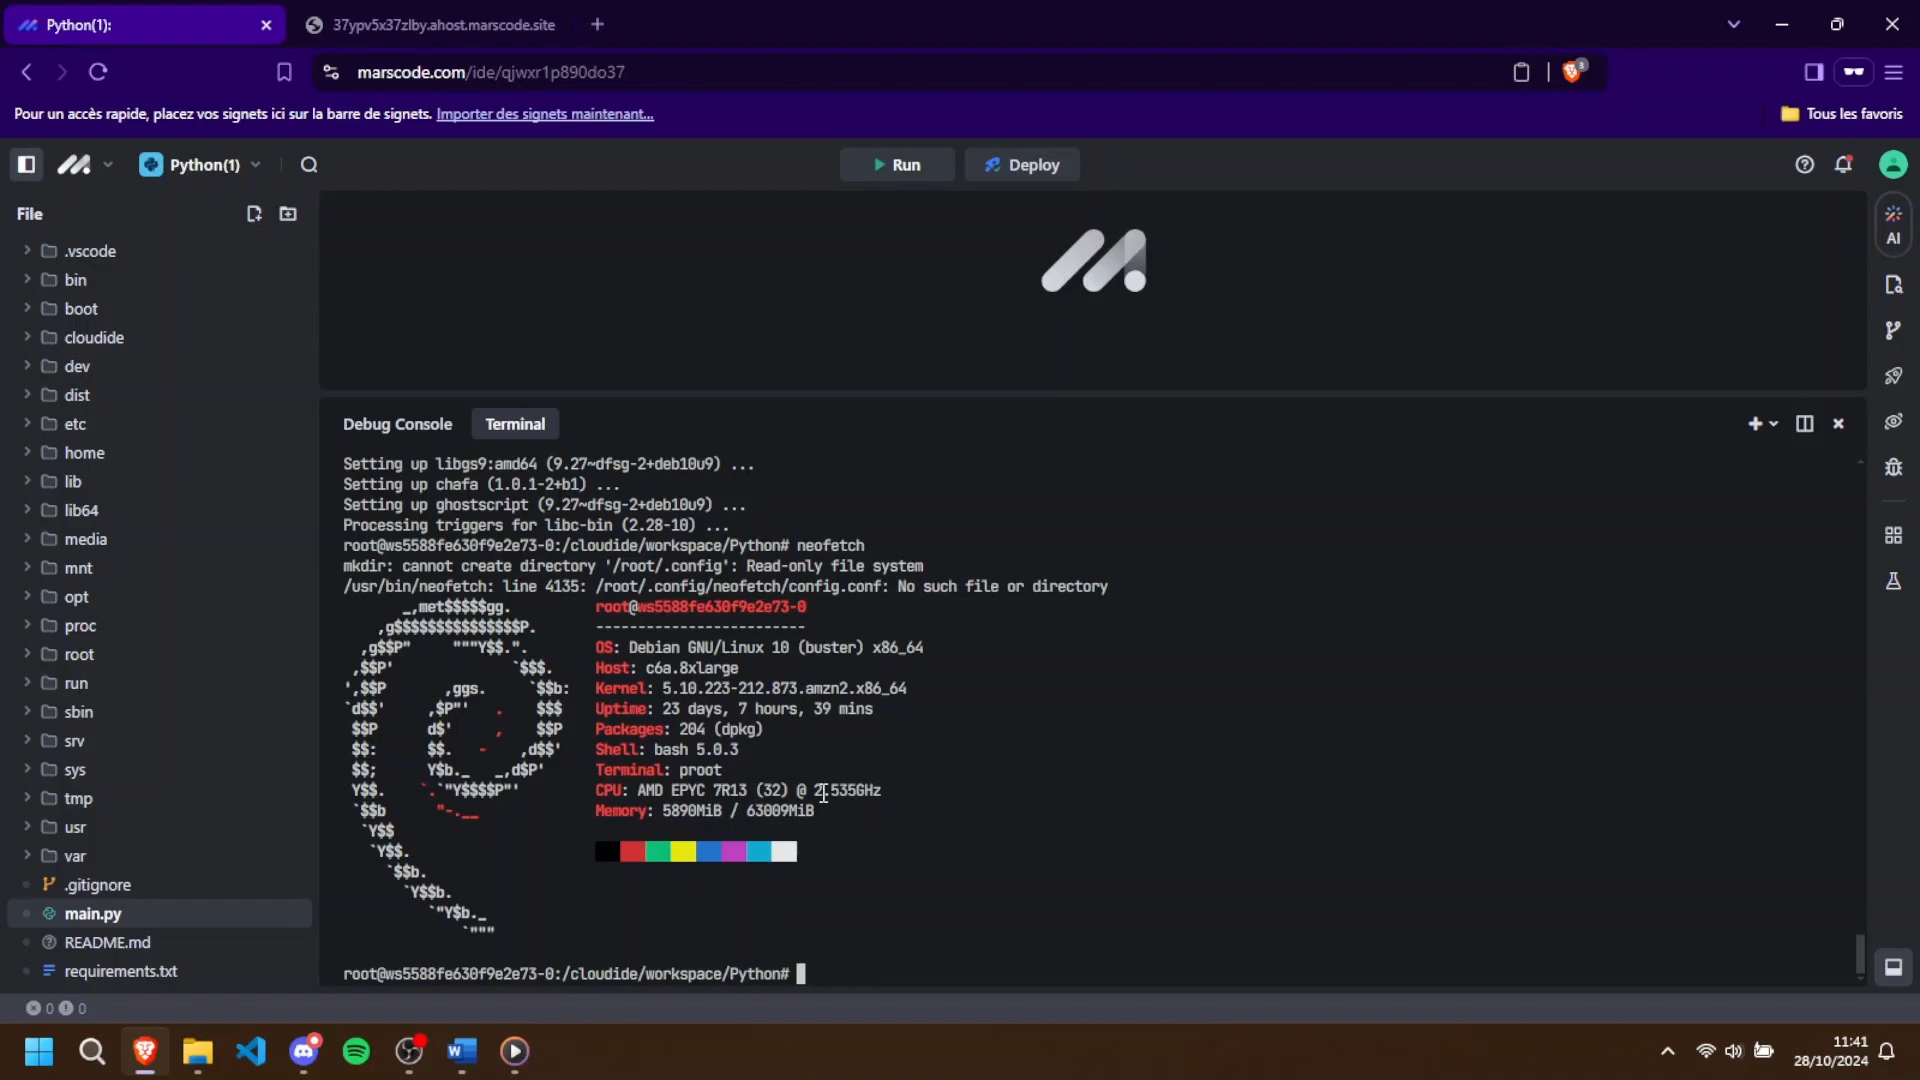 Python(1):
37ypv5x37zlby.ahost.marscode.site
marscode.com/ide/qjwxr1p890do37
3
Pour un accès rapide, placez vos signets ici sur la barre de signets. Importer des signets maintenant...
Tous les favoris
Python(1)
Run
Deploy
File
.vscode
bin
boot
cloudide
dev
dist
etc
home
lib
lib64
media
mnt
opt
proc
root
run
sbin
srv
sys
tmp
usr
var
.gitignore
main.py
README.md
requirements.txt
AI
Debug Console
Terminal
Setting up libgs9:amd64 (9.27~dfsg-2+deb10u9) ...
Setting up chafa (1.0.1-2+b1) ...
Setting up ghostscript (9.27~dfsg-2+deb10u9) ...
Processing triggers for libc-bin (2.28-10) ...
root@ws5588fe630f9e2e73-0:/cloudide/workspace/Python# neofetch
mkdir: cannot create directory '/root/.config': Read-only file system
/usr/bin/neofetch: line 4135: /root/.config/neofetch/config.conf: No such file or directory
_,met$$$$$gg. root@ws5588fe630f9e2e73-0
,g$$$$$$$$$$$$$$$P. -------------------------
,g$$P" """Y$$.". OS: Debian GNU/Linux 10 (buster) x86_64
,$$P' `$$$. Host: c6a.8xlarge
',$$P ,ggs. `$$b: Kernel: 5.10.223-212.873.amzn2.x86_64
`d$$' ,$P"' . $$$ Uptime: 23 days, 7 hours, 39 mins
$$P d$' , $$P Packages: 204 (dpkg)
$$: $$. - ,d$$' Shell: bash 5.0.3
$$; Y$b._ _,d$P' Terminal: proot
Y$$. `.`"Y$$$$P"' CPU: AMD EPYC 7R13 (32) @ 2.535GHz
`$$b "-.__ Memory: 5890MiB / 63009MiB
`Y$$
`Y$$.
`$$b.
`Y$$b.
`"Y$b._
`"""
root@ws5588fe630f9e2e73-0:/cloudide/workspace/Python#
0 0
11:41
28/10/2024